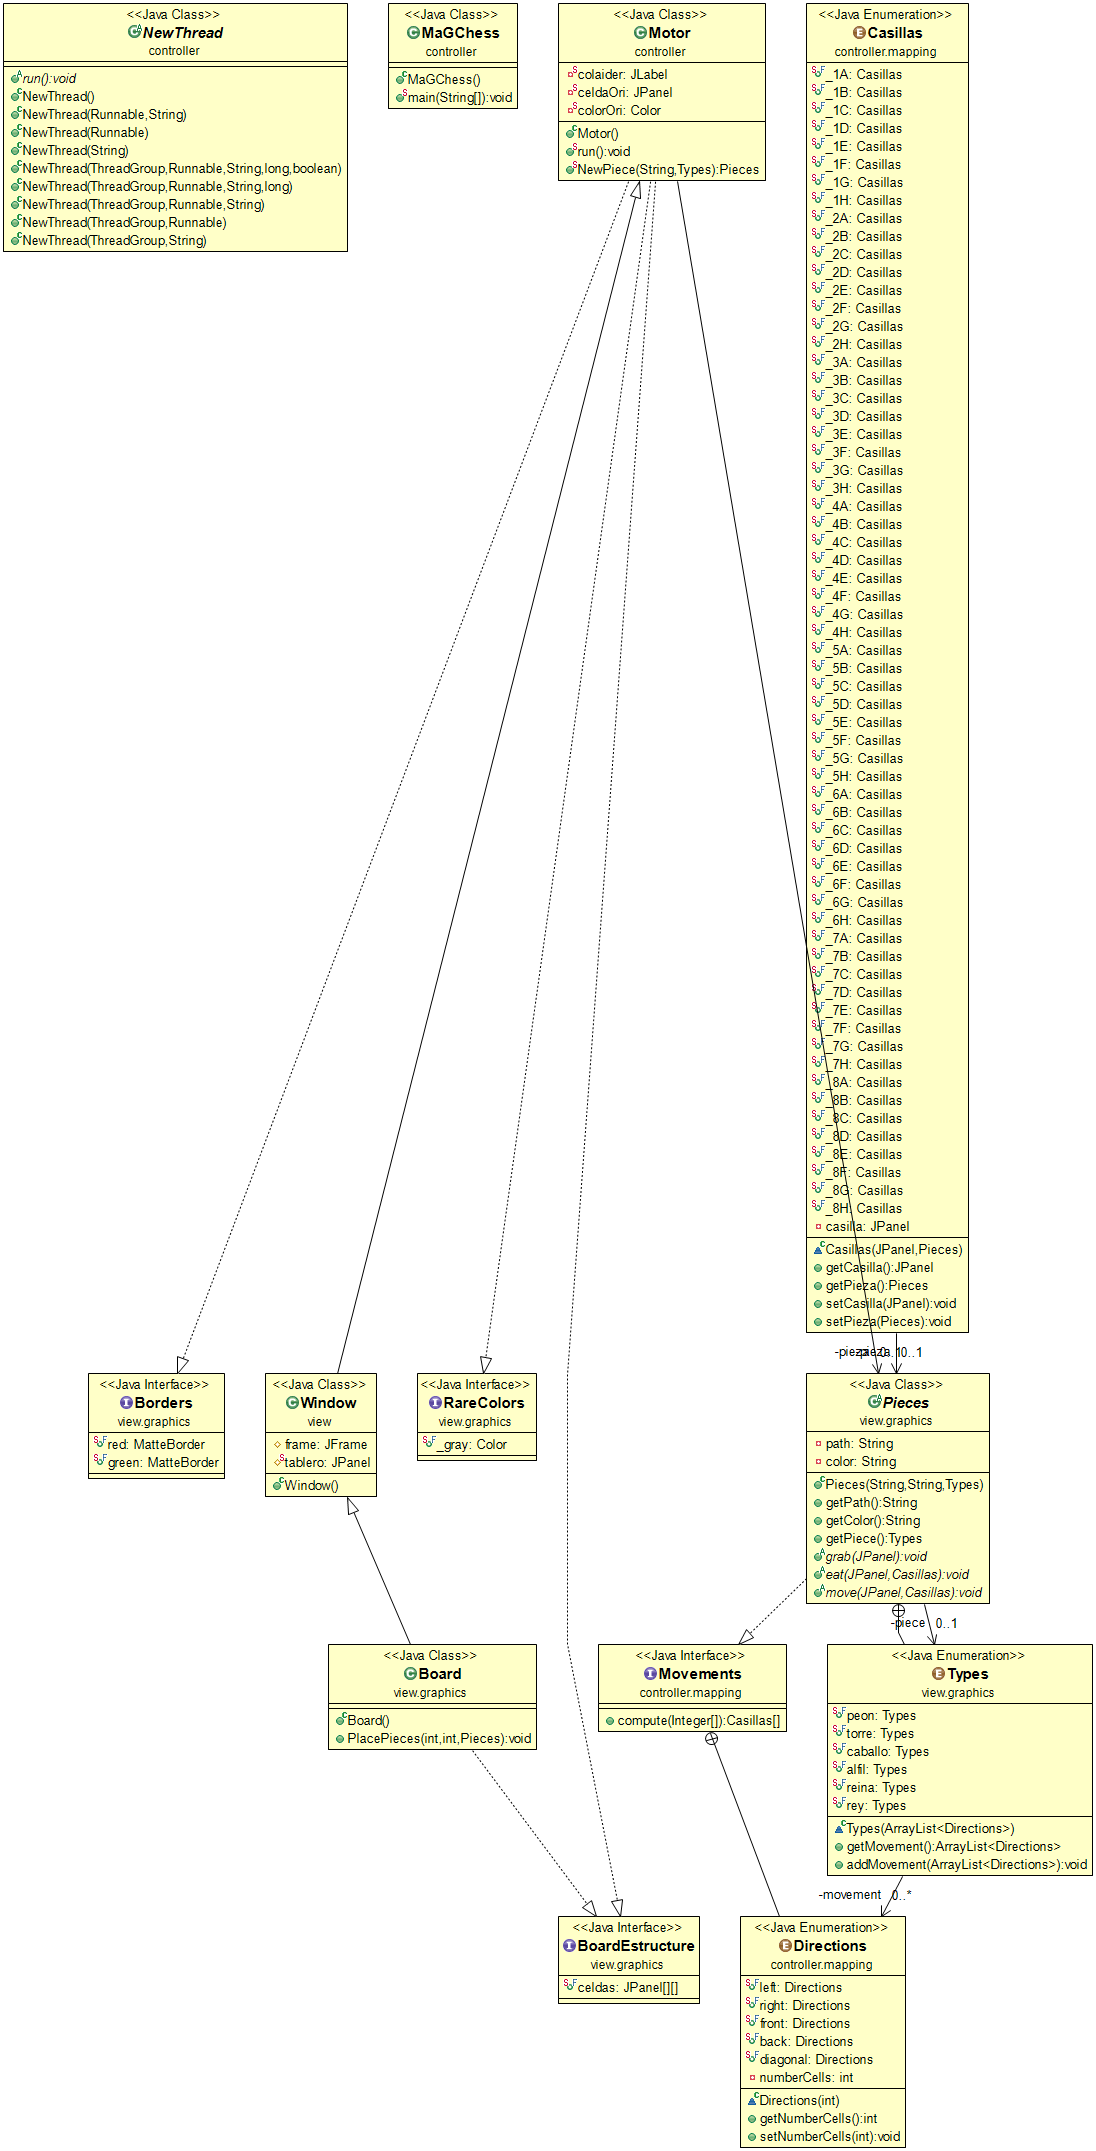 <<Java Class>>
NewThread
controller
run():void
NewThread()
NewThread(Runnable,String)
NewThread(Runnable)
NewThread(String)
NewThread(ThreadGroup,Runnable,String,long,boolean)
NewThread(ThreadGroup,Runnable,String,long)
NewThread(ThreadGroup,Runnable,String)
NewThread(ThreadGroup,Runnable)
NewThread(ThreadGroup,String)
<<Java Class>>
MaGChess
controller
MaGChess()
main(String[]):void
<<Java Class>>
Motor
controller
colaider: JLabel
celdaOri: JPanel
colorOri: Color
Motor()
run():void
NewPiece(String,Types):Pieces
<<Java Enumeration>>
Casillas
controller.mapping
_1A: Casillas
_1B: Casillas
_1C: Casillas
_1D: Casillas
_1E: Casillas
_1F: Casillas
_1G: Casillas
_1H: Casillas
_2A: Casillas
_2B: Casillas
_2C: Casillas
_2D: Casillas
_2E: Casillas
_2F: Casillas
_2G: Casillas
_2H: Casillas
_3A: Casillas
_3B: Casillas
_3C: Casillas
_3D: Casillas
_3E: Casillas
_3F: Casillas
_3G: Casillas
_3H: Casillas
_4A: Casillas
_4B: Casillas
_4C: Casillas
_4D: Casillas
_4E: Casillas
_4F: Casillas
_4G: Casillas
_4H: Casillas
_5A: Casillas
_5B: Casillas
_5C: Casillas
_5D: Casillas
_5E: Casillas
_5F: Casillas
_5G: Casillas
_5H: Casillas
_6A: Casillas
_6B: Casillas
_6C: Casillas
_6D: Casillas
_6E: Casillas
_6F: Casillas
_6G: Casillas
_6H: Casillas
_7A: Casillas
_7B: Casillas
_7C: Casillas
_7D: Casillas
_7E: Casillas
_7F: Casillas
_7G: Casillas
_7H: Casillas
_8A: Casillas
_8B: Casillas
_8C: Casillas
_8D: Casillas
_8E: Casillas
_8F: Casillas
_8G: Casillas
_8H: Casillas
casilla: JPanel
Casillas(JPanel,Pieces)
getCasilla():JPanel
getPieza():Pieces
setCasilla(JPanel):void
setPieza(Pieces):void
-pieza 0..1
-pieza 0..1
<<Java Interface>>
Borders
view.graphics
red: MatteBorder
green: MatteBorder
<<Java Class>>
Window
view
frame: JFrame
tablero: JPanel
Window()
<<Java Interface>>
RareColors
view.graphics
_gray: Color
<<Java Class>>
Pieces
view.graphics
path: String
color: String
Pieces(String,String,Types)
getPath():String
getColor():String
getPiece():Types
grab(JPanel):void
eat(JPanel,Casillas):void
move(JPanel,Casillas):void
-piece 0..1
<<Java Class>>
Board
view.graphics
Board()
PlacePieces(int,int,Pieces):void
<<Java Interface>>
Movements
controller.mapping
compute(Integer[]):Casillas[]
<<Java Enumeration>>
Types
view.graphics
peon: Types
torre: Types
caballo: Types
alfil: Types
reina: Types
rey: Types
Types(ArrayList<Directions>)
getMovement():ArrayList<Directions>
addMovement(ArrayList<Directions>):void
-movement 0..*
<<Java Interface>>
BoardEstructure
view.graphics
celdas: JPanel[][]
<<Java Enumeration>>
Directions
controller.mapping
left: Directions
right: Directions
front: Directions
back: Directions
diagonal: Directions
numberCells: int
Directions(int)
getNumberCells():int
setNumberCells(int):void